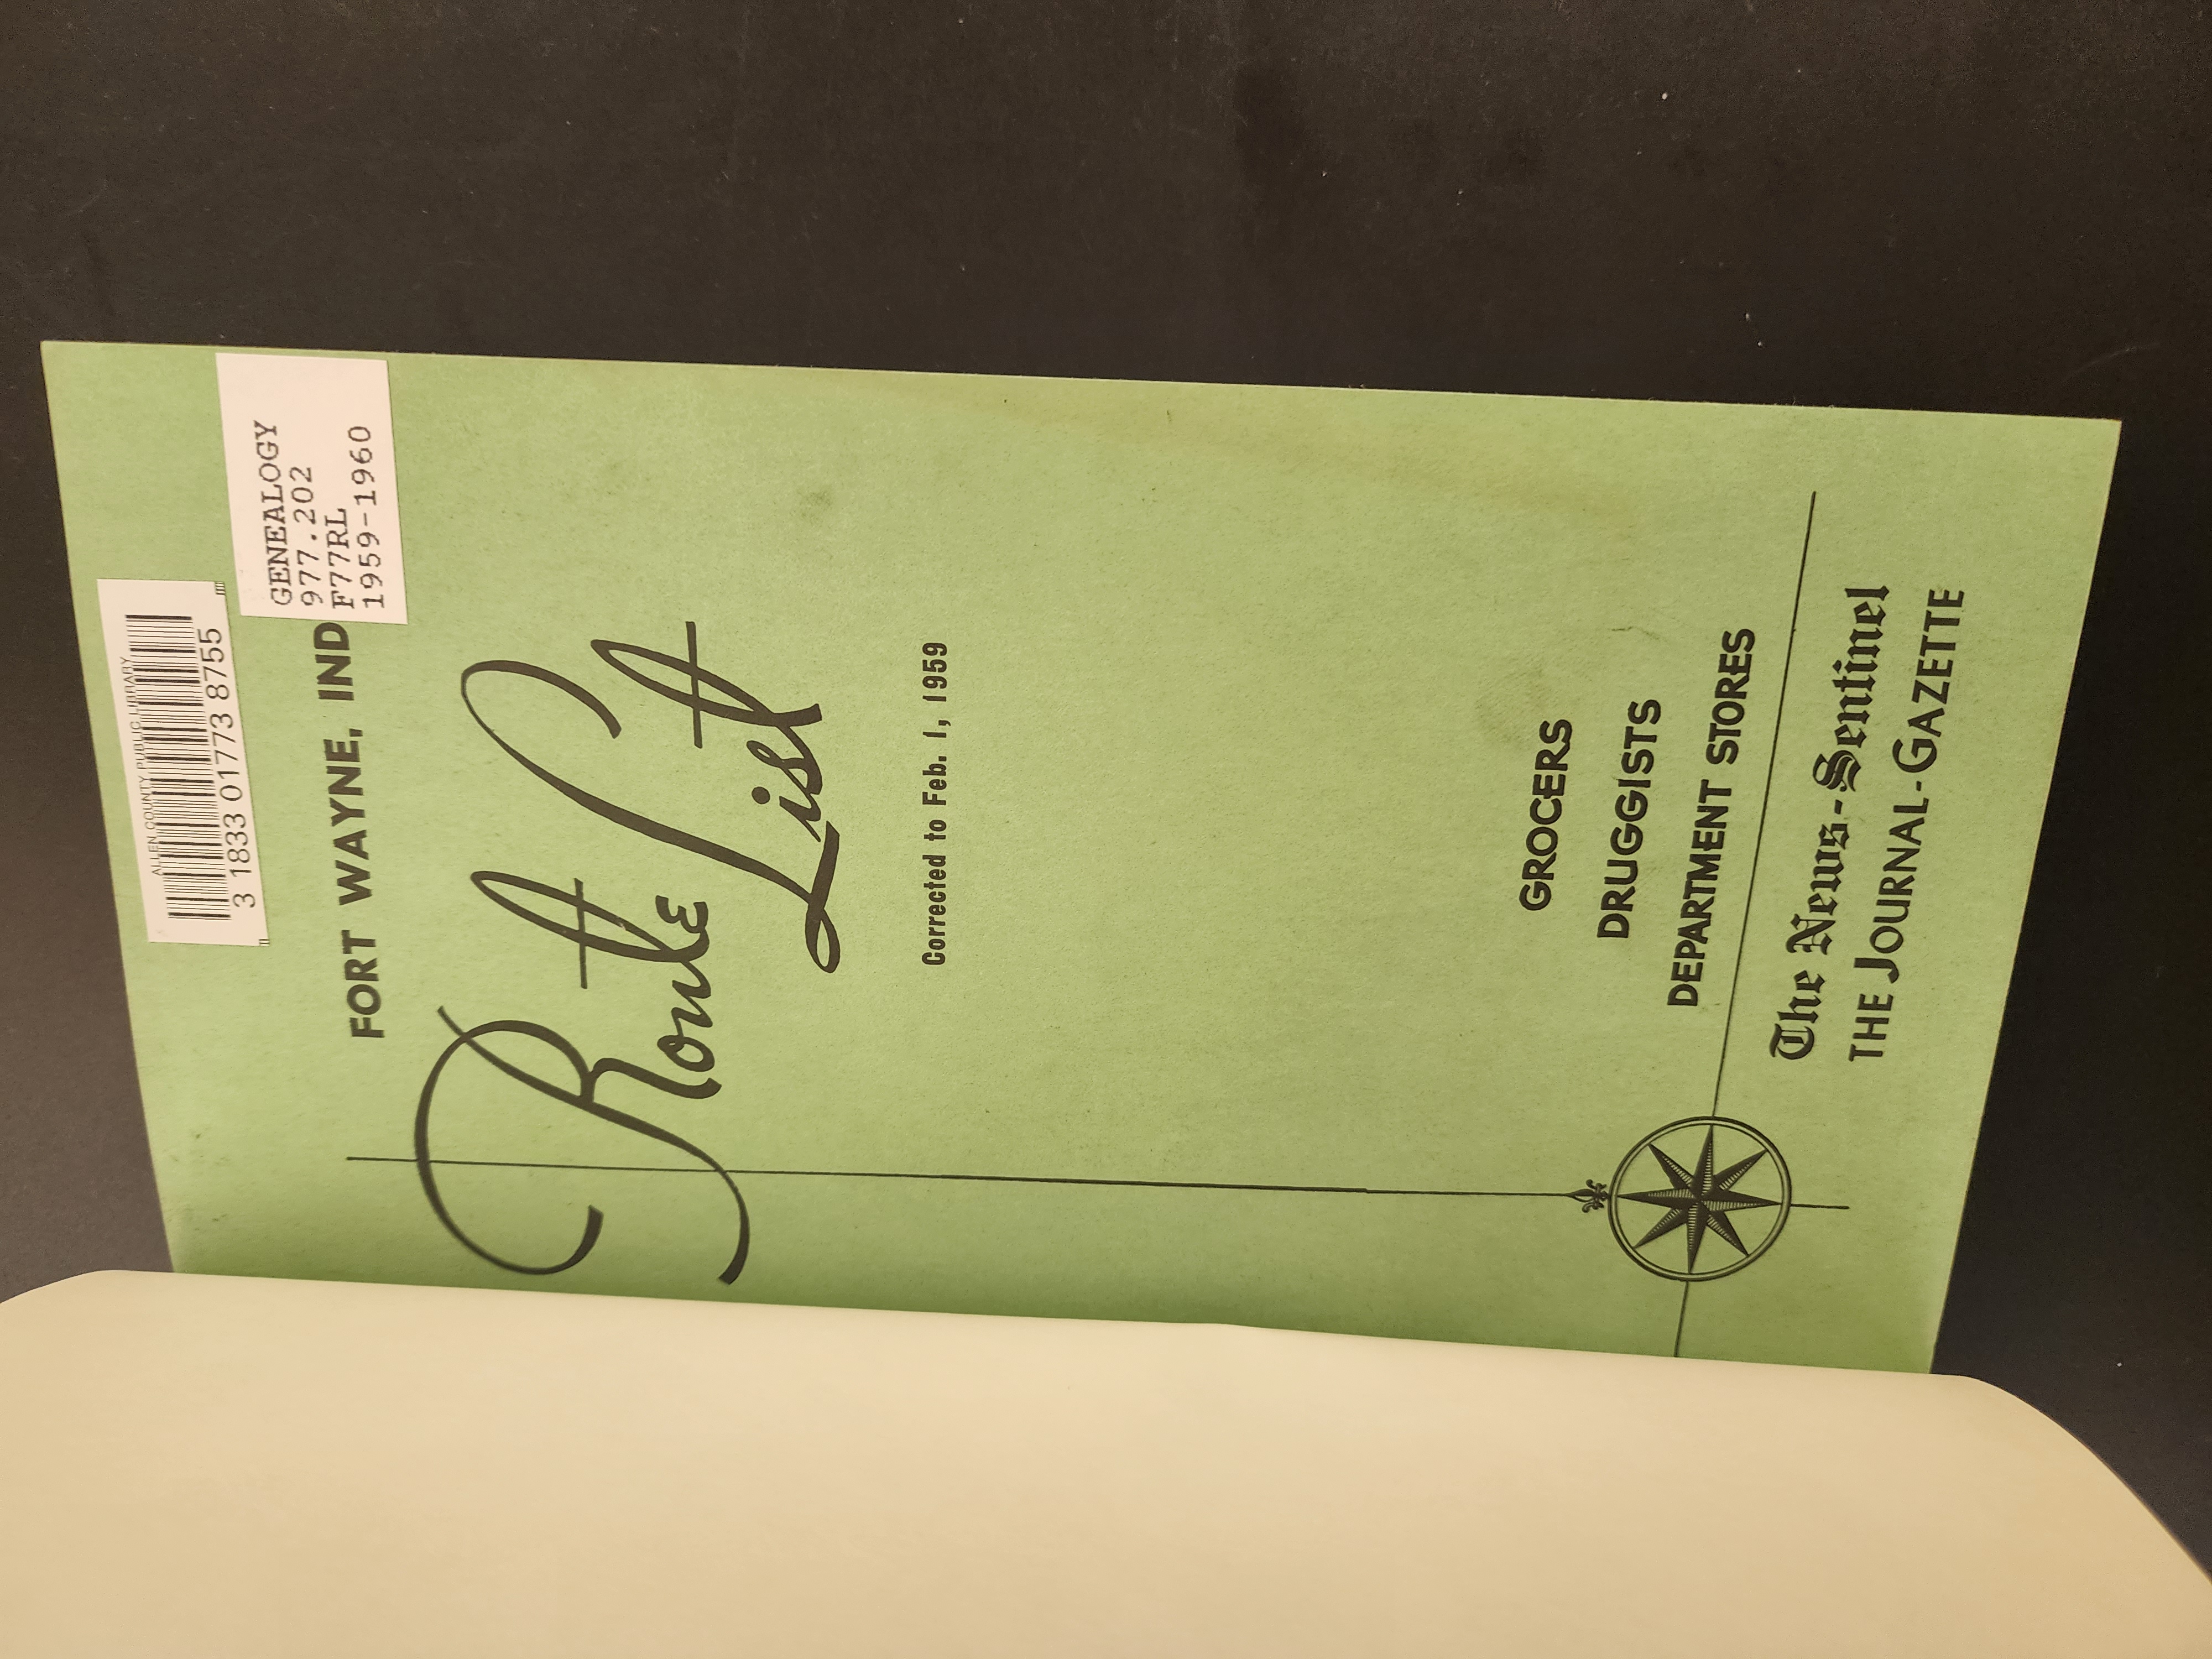 ALLEN COUNTY PUBLIC LIBRARY
3 1833 01773 8755
GENEALOGY
977.202
F77RL
1959-1960
FORT WAYNE, IND
Route List
Corrected to Feb. 1, 1959
GROCERS
DRUGGISTS
DEPARTMENT STORES
The News-Sentinel
THE JOURNAL-GAZETTE